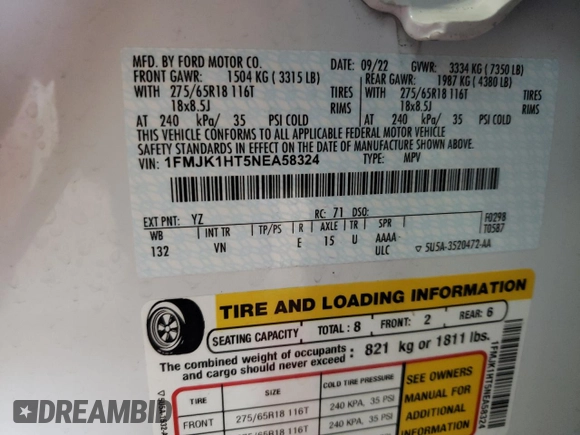 MFD. BY FORD MOTOR CO.
DATE: 09/22 GVWR: 3334 KG ( 7350 LB)
FRONT GAWR: 1504 KG ( 3315 LB) REAR GAWR: 1987 KG ( 4380 LB)
WITH 275/65R18 116T TIRES WITH 275/65R18 116T TIRES
18x8.5J RIMS 18x8.5J RIMS
AT 240 kPa/ 35 PSI COLD AT 240 kPa/ 35 PSI COLD
THIS VEHICLE CONFORMS TO ALL APPLICABLE FEDERAL MOTOR VEHICLE
SAFETY STANDARDS IN EFFECT ON THE DATE OF MANUFACTURE SHOWN ABOVE.
VIN: 1FMJK1HT5NEA58324 TYPE: MPV
EXT PNT: YZ RC: 71 DSO:
WB INT TR TP/PS R AXLE TR SPR F0298
132 VN E 15 U AAAA T0587
ULC ▽ 5U5A-3520472-AA
TIRE AND LOADING INFORMATION
SEATING CAPACITY TOTAL : 8 FRONT: 2 REAR: 6
The combined weight of occupants
and cargo should never exceed : 821 kg or 1811 lbs.
TIRE SIZE COLD TIRE PRESSURE
FRONT 275/65R18 116T 240 KPA, 35 PSI
275/65R18 116T 240 KPA, 35 PSI
SEE OWNERS
MANUAL FOR
ADDITIONAL
INFORMATION
1FMJK1HT5NEA58324
DREAMBID